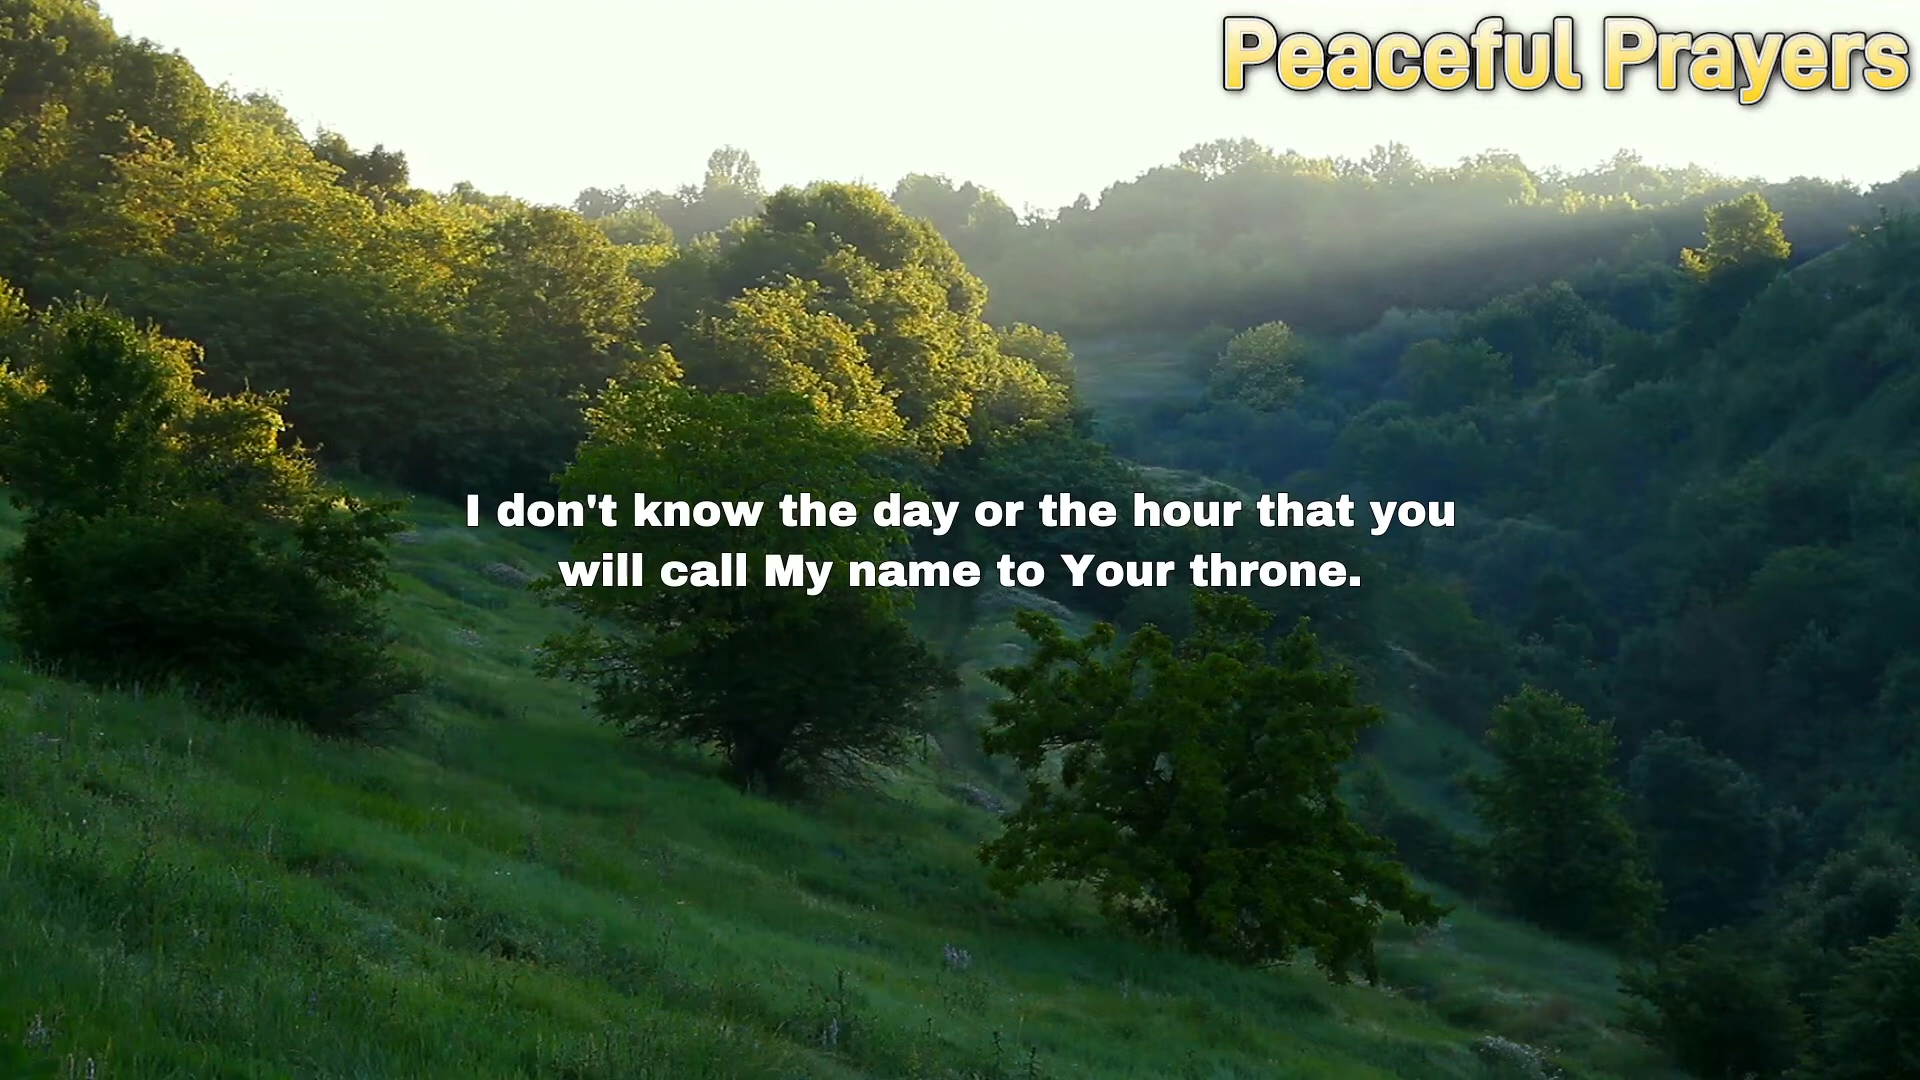 Peaceful Prayers
I don't know the day or the hour that you
will call My name to Your throne.